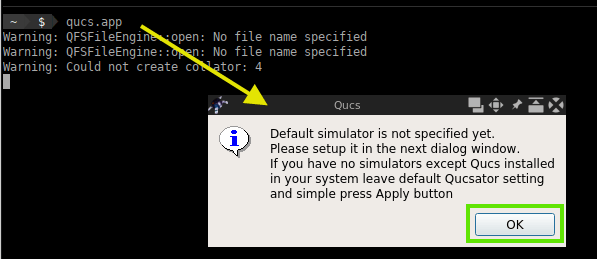 ~ $ qucs.app
Warning: QFSFileEngine::open: No file name specified
Warning: QFSFileEngine::open: No file name specified
Warning: Could not create collator: 4
Qucs
Default simulator is not specified yet.
Please setup it in the next dialog window.
If you have no simulators except Qucs installed
in your system leave default Qucsator setting
and simple press Apply button
OK